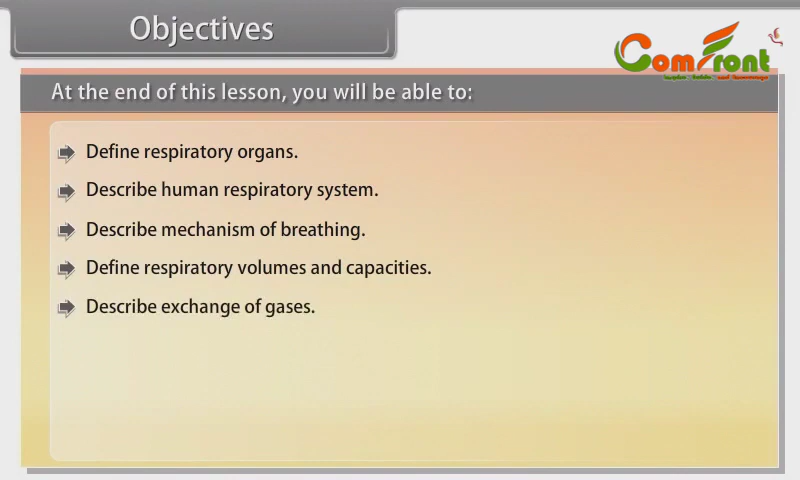 Objectives
ComFront
At the end of this lesson, you will be able to:
Define respiratory organs.
Describe human respiratory system.
Describe mechanism of breathing.
Define respiratory volumes and capacities.
Describe exchange of gases.